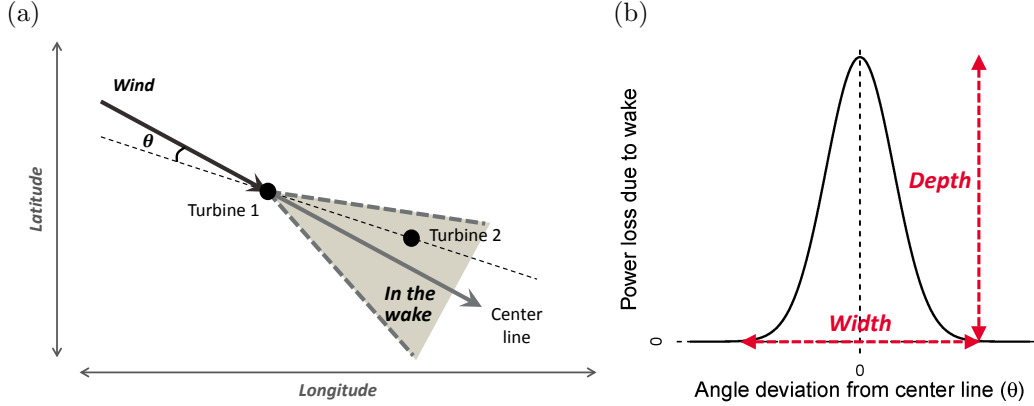 (a)
Wind
θ
Latitude
Turbine 1
Turbine 2
In the
wake
Center
line
Longitude
(b)
Power loss due to wake
Depth
Width
0
0
Angle deviation from center line (θ)